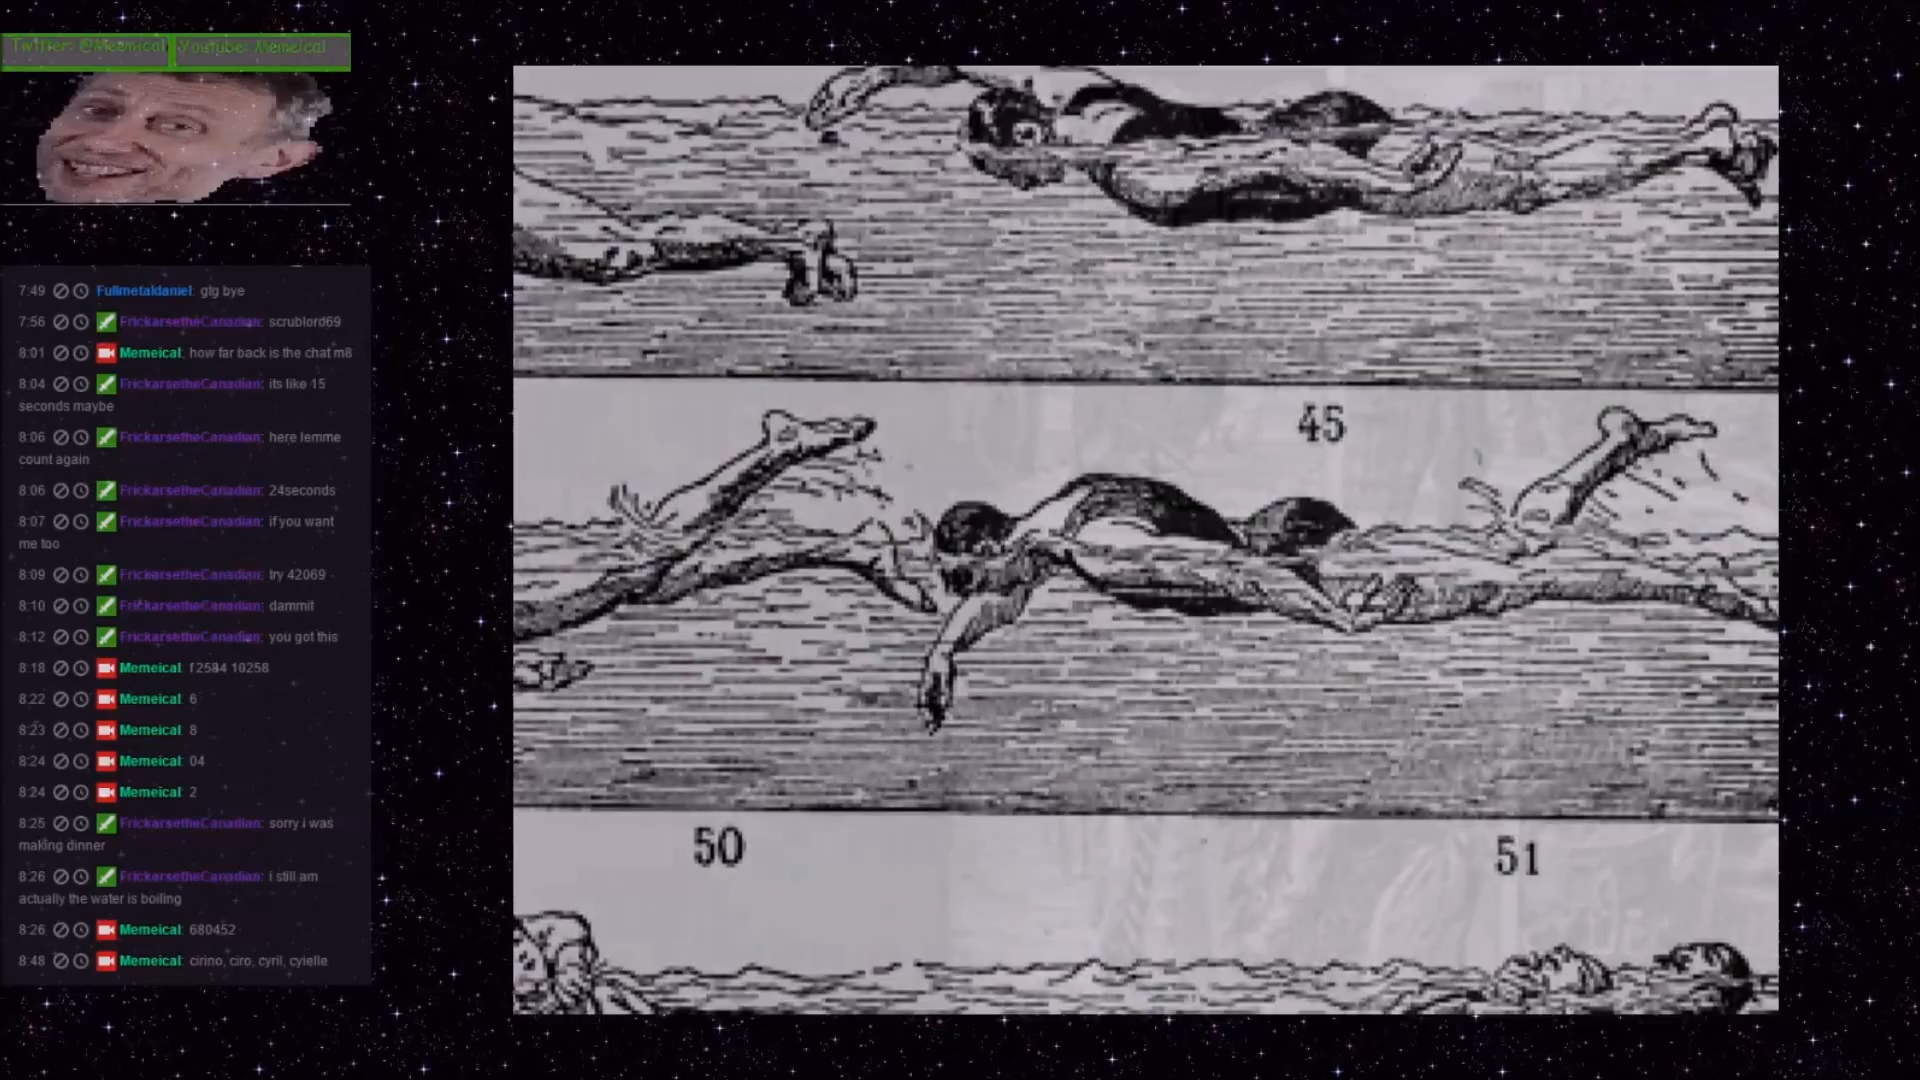 Twitter: @Meemical Youtube: Memeical
7:49 Fullmetaldaniel: gtg bye
7:56 FrickarsetheCanadian: scrublord69
8:01 Memeical: how far back is the chat m8
8:04 FrickarsetheCanadian: its like 15
seconds maybe
8:06 FrickarsetheCanadian: here lemme
count again
8:06 FrickarsetheCanadian: 24seconds
8:07 FrickarsetheCanadian: if you want
me too
8:09 FrickarsetheCanadian: try 42069
8:10 FrickarsetheCanadian: dammit
8:12 FrickarsetheCanadian: you got this
8:18 Memeical: f 2584 10258
8:22 Memeical: 6
8:23 Memeical: 8
8:24 Memeical: 04
8:24 Memeical: 2
8:25 FrickarsetheCanadian: sorry i was
making dinner
8:26 FrickarsetheCanadian: i still am
actually the water is boiling
8:26 Memeical: 680452
8:48 Memeical: cirino, ciro, cyril, cyielle
45
50
51